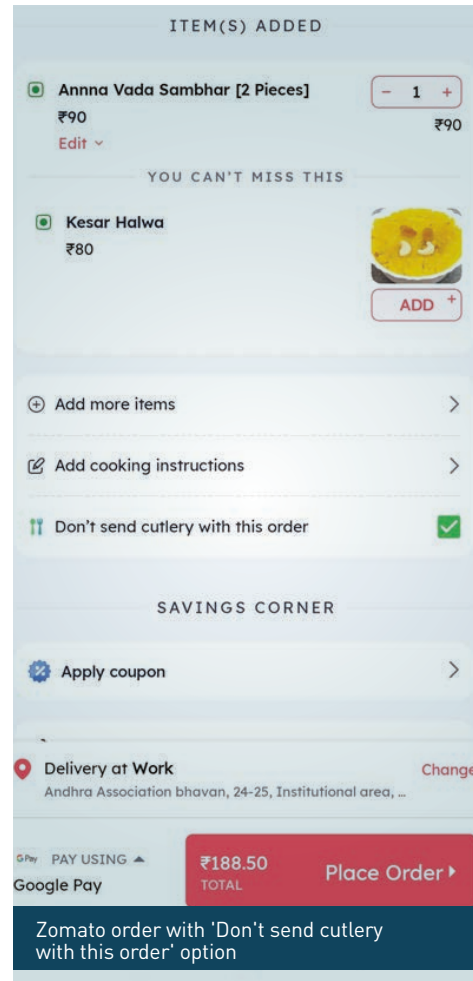 ITEM(S) ADDED
Annna Vada Sambhar [2 Pieces]
- 1 +
₹90
₹90
Edit
YOU CAN'T MISS THIS
Kesar Halwa
₹80
ADD +
Add more items
Add cooking instructions
Don't send cutlery with this order
SAVINGS CORNER
Apply coupon
Delivery at Work
Change
Andhra Association bhavan, 24-25, Institutional area, ...
GPay PAY USING
Google Pay
₹188.50
TOTAL
Place Order
Zomato order with 'Don't send cutlery
with this order' option